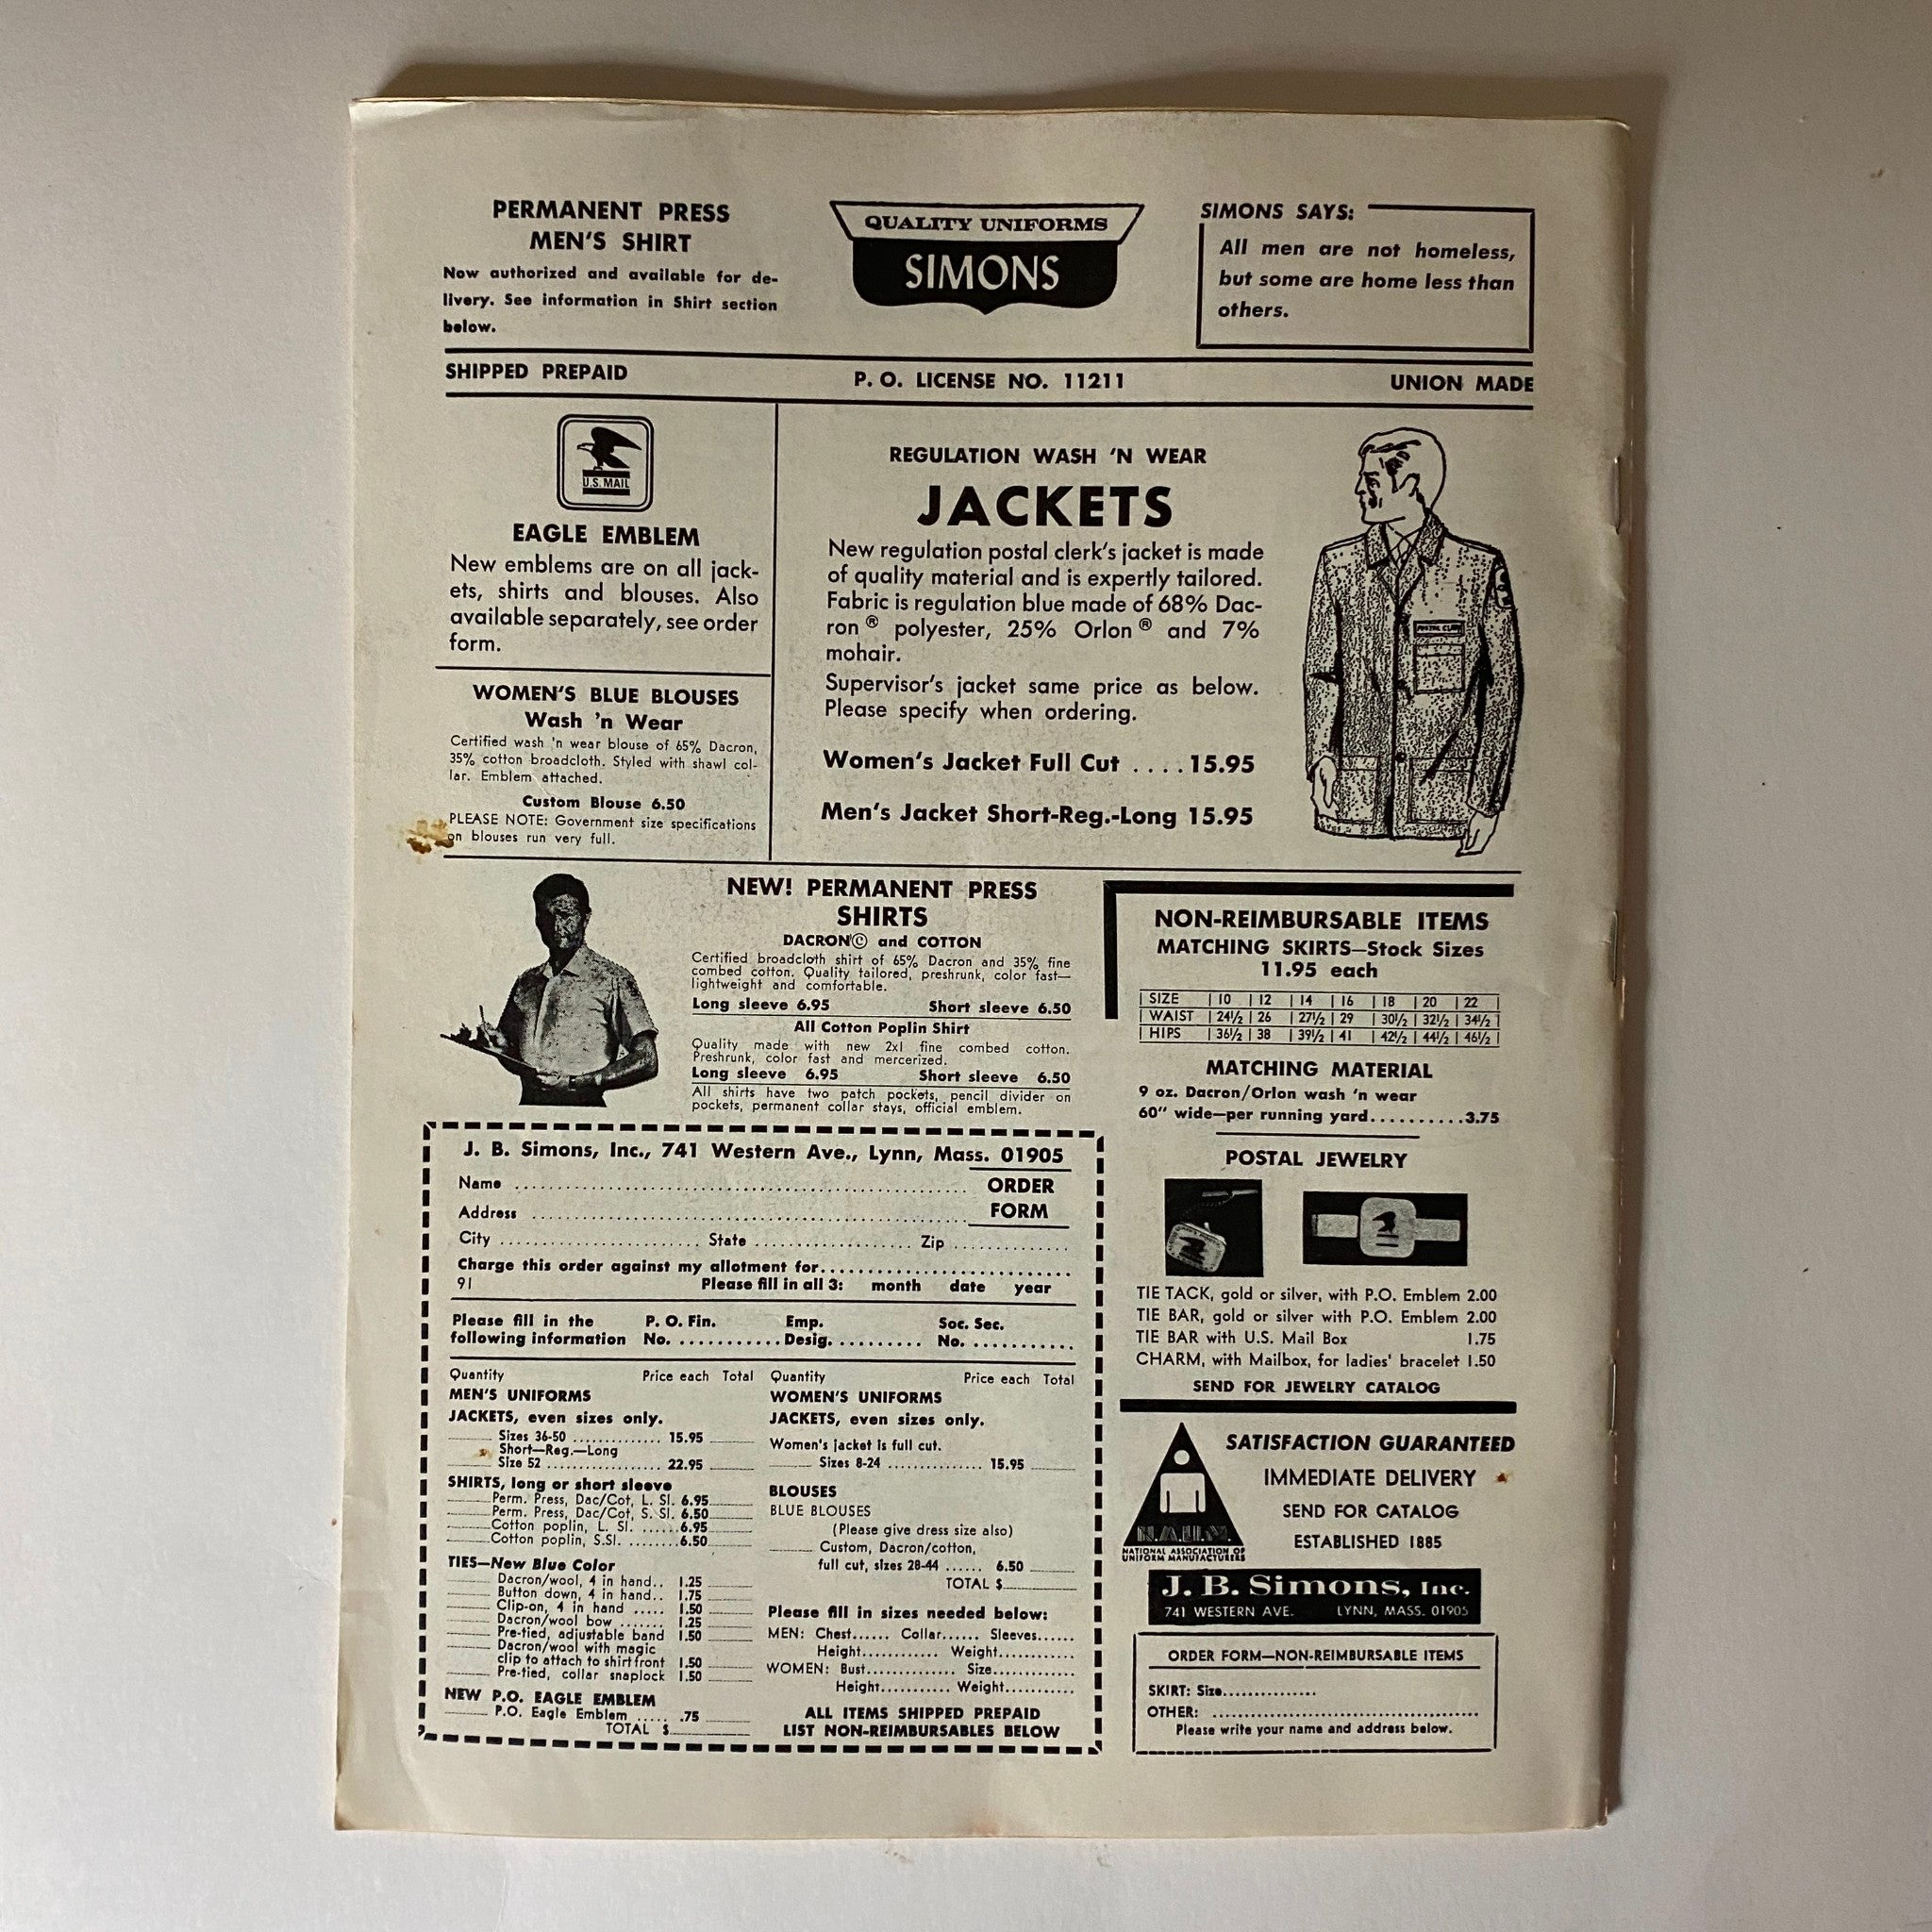 PERMANENT PRESS
MEN'S SHIRT
Now authorized and available for de-
livery. See information in Shirt section
below.
QUALITY UNIFORMS
SIMONS
SIMONS SAYS:
All men are not homeless,
but some are home less than
others.
SHIPPED PREPAID
P. O. LICENSE NO. 11211
UNION MADE
U.S. MAIL
EAGLE EMBLEM
New emblems are on all jack-
ets, shirts and blouses. Also
available separately, see order
form.
WOMEN'S BLUE BLOUSES
Wash 'n Wear
Certified wash 'n wear blouse of 65% Dacron,
35% cotton broadcloth. Styled with shawl col-
lar. Emblem attached.
Custom Blouse 6.50
PLEASE NOTE: Government size specifications
on blouses run very full.
REGULATION WASH 'N WEAR
JACKETS
New regulation postal clerk's jacket is made
of quality material and is expertly tailored.
Fabric is regulation blue made of 68% Dac-
ron® polyester, 25% Orlon® and 7%
mohair.
Supervisor's jacket same price as below.
Please specify when ordering.
Women's Jacket Full Cut .... 15.95
Men's Jacket Short-Reg.-Long 15.95
POSTAL CLERK
NEW! PERMANENT PRESS
SHIRTS
DACRON© and COTTON
Certified broadcloth shirt of 65% Dacron and 35% fine
combed cotton. Quality tailored, preshrunk, color fast—
lightweight and comfortable.
Long sleeve 6.95 Short sleeve 6.50
All Cotton Poplin Shirt
Quality made with new 2x1 fine combed cotton.
Preshrunk, color fast and mercerized.
Long sleeve 6.95 Short sleeve 6.50
All shirts have two patch pockets, pencil divider on
pockets, permanent collar stays, official emblem.
NON-REIMBURSABLE ITEMS
MATCHING SKIRTS—Stock Sizes
11.95 each
SIZE | 10 | 12 | 14 | 16 | 18 | 20 | 22
WAIST | 24½ | 26 | 27½ | 29 | 30½ | 32½ | 34½
HIPS | 36½ | 38 | 39½ | 41 | 42½ | 44½ | 46½
MATCHING MATERIAL
9 oz. Dacron/Orlon wash 'n wear
60" wide—per running yard..........3.75
POSTAL JEWELRY
TIE TACK, gold or silver, with P.O. Emblem 2.00
TIE BAR, gold or silver with P.O. Emblem 2.00
TIE BAR with U.S. Mail Box 1.75
CHARM, with Mailbox, for ladies' bracelet 1.50
SEND FOR JEWELRY CATALOG
J. B. Simons, Inc., 741 Western Ave., Lynn, Mass. 01905
ORDER
FORM
Name
Address
City State Zip
Charge this order against my allotment for
91 Please fill in all 3: month date year
Please fill in the P. O. Fin. Emp. Soc. Sec.
following information No. Desig. No.
Quantity Price each Total
MEN'S UNIFORMS
JACKETS, even sizes only.
Sizes 36-50 .............. 15.95
Short—Reg.—Long
Size 52 .................. 22.95
SHIRTS, long or short sleeve
Perm. Press, Dac/Cot, L. Sl. 6.95
Perm. Press, Dac/Cot, S. Sl. 6.50
Cotton poplin, L. Sl. ......6.95
Cotton poplin, S.Sl. ........6.50
TIES—New Blue Color
Dacron/wool, 4 in hand.. 1.25
Button down, 4 in hand.. 1.75
Clip-on, 4 in hand ..... 1.50
Dacron/wool bow ....... 1.25
Pre-tied, adjustable band 1.50
Dacron/wool with magic
clip to attach to shirt front 1.50
Pre-tied, collar snaplock 1.50
NEW P.O. EAGLE EMBLEM
P.O. Eagle Emblem ..... .75
TOTAL $
Quantity Price each Total
WOMEN'S UNIFORMS
JACKETS, even sizes only.
Women's jacket is full cut.
Sizes 8-24 ............... 15.95
BLOUSES
BLUE BLOUSES
(Please give dress size also)
Custom, Dacron/cotton,
full cut, sizes 28-44 ...... 6.50
TOTAL $
Please fill in sizes needed below:
MEN: Chest...... Collar...... Sleeves......
Height............ Weight............
WOMEN: Bust.............. Size.............
Height.......... Weight...........
ALL ITEMS SHIPPED PREPAID
LIST NON-REIMBURSABLES BELOW
N.A.U.M.
NATIONAL ASSOCIATION OF
UNIFORM MANUFACTURERS
SATISFACTION GUARANTEED
IMMEDIATE DELIVERY
SEND FOR CATALOG
ESTABLISHED 1885
J. B. Simons, Inc.
741 WESTERN AVE. LYNN, MASS. 01905
ORDER FORM—NON-REIMBURSABLE ITEMS
SKIRT: Size...............
OTHER: ..........................................
Please write your name and address below.